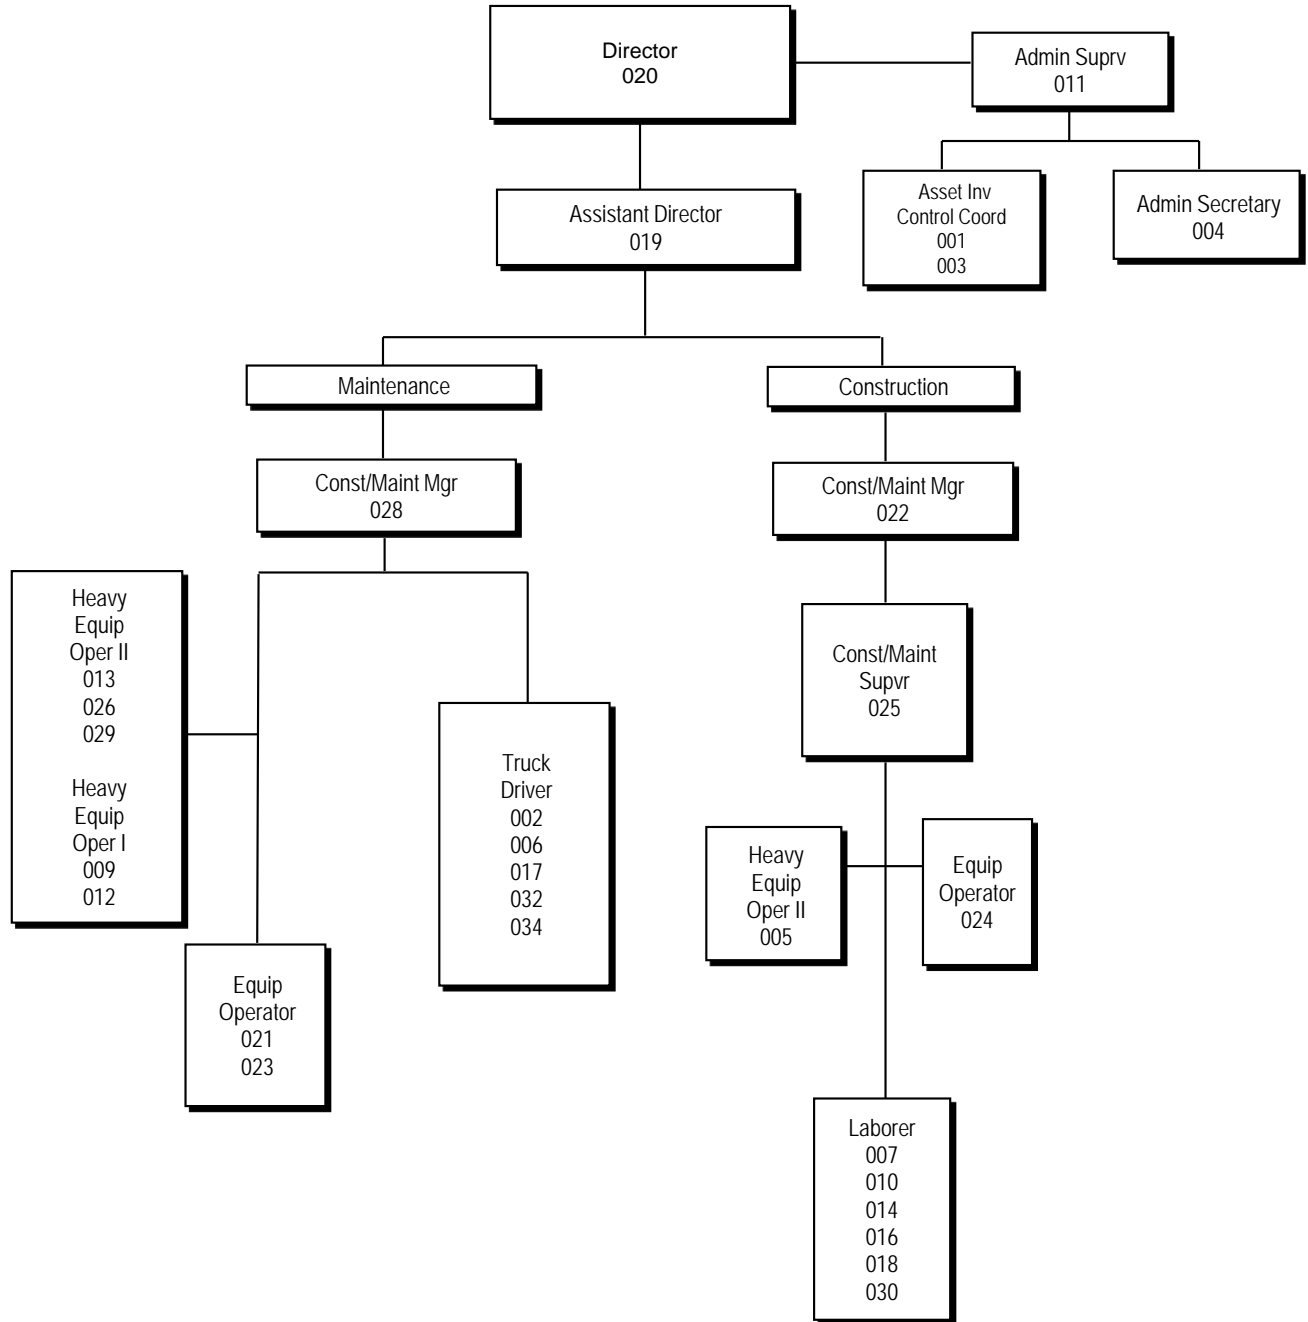 Director
020
Admin Suprv
011
Asset Inv
Control Coord
001
003
Admin Secretary
004
Assistant Director
019
Maintenance
Construction
Const/Maint Mgr
028
Const/Maint Mgr
022
Heavy
Equip
Oper II
013
026
029
Heavy
Equip
Oper I
009
012
Equip
Operator
021
023
Truck
Driver
002
006
017
032
034
Const/Maint
Supvr
025
Heavy
Equip
Oper II
005
Equip
Operator
024
Laborer
007
010
014
016
018
030